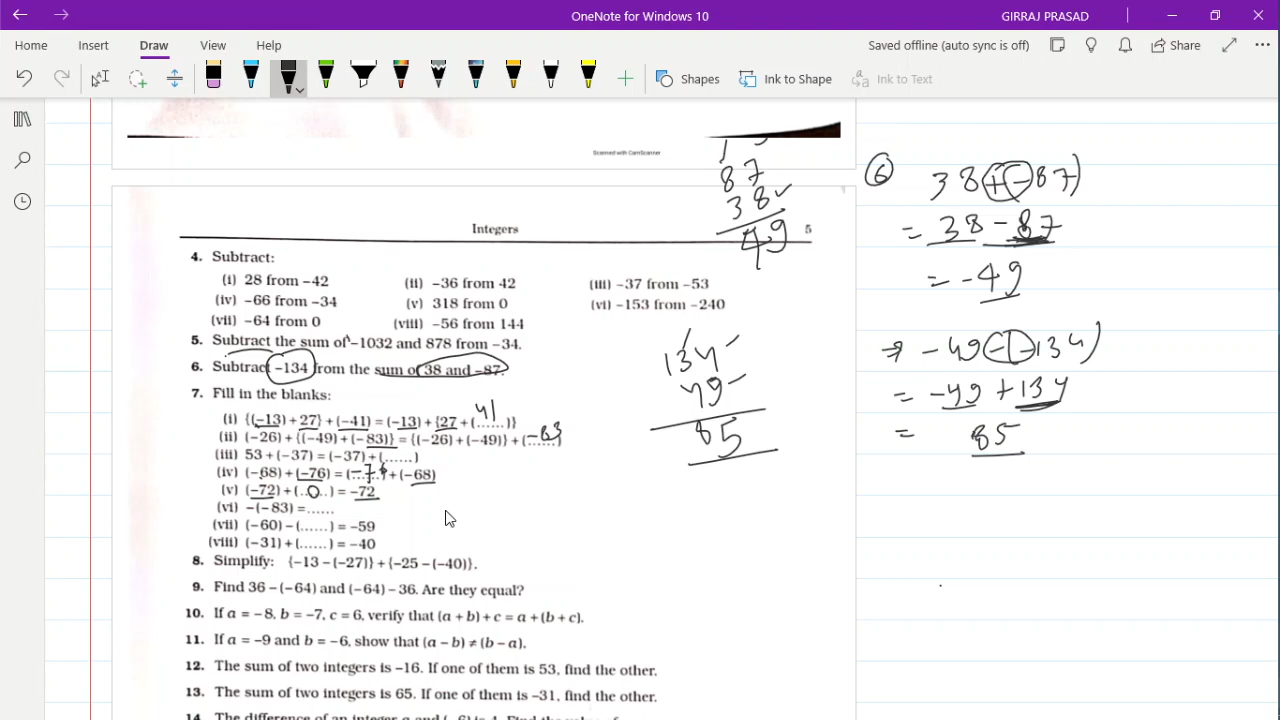 OneNote for Windows 10
GIRRAJ PRASAD
Home Insert Draw View Help
Saved offline (auto sync is off)
Share
Shapes
Ink to Shape
Ink to Text
Scanned with CamScanner
Integers 5
4. Subtract:
(i) 28 from –42 (ii) –36 from 42 (iii) –37 from –53
(iv) –66 from –34 (v) 318 from 0 (vi) –153 from –240
(vii) –64 from 0 (viii) –56 from 144
5. Subtract the sum of –1032 and 878 from –34.
6. Subtract –134 from the sum of 38 and –87.
7. Fill in the blanks:
(i) {(–13) + 27} + (–41) = (–13) + {27 + (......)} 41
(ii) (–26) + {(–49) + (–83)} = {(–26) + (–49)} + (......) –83
(iii) 53 + (–37) = (–37) + (......)
(iv) (–68) + (–76) = (–76) + (–68)
(v) (–72) + (..0..) = –72
(vi) –(–83) = ......
(vii) (–60) – (......) = –59
(viii) (–31) + (......) = –40
8. Simplify: {–13 – (–27)} + {–25 – (–40)}.
9. Find 36 – (–64) and (–64) – 36. Are they equal?
10. If a = –8, b = –7, c = 6, verify that (a + b) + c = a + (b + c).
11. If a = –9 and b = –6, show that (a – b) ≠ (b – a).
12. The sum of two integers is –16. If one of them is 53, find the other.
13. The sum of two integers is 65. If one of them is –31, find the other.
87
38
49
134
49
85
6 38+(-87)
= 38 - 87
= -49
⇒ -49-(-134)
= -49 + 134
= 85